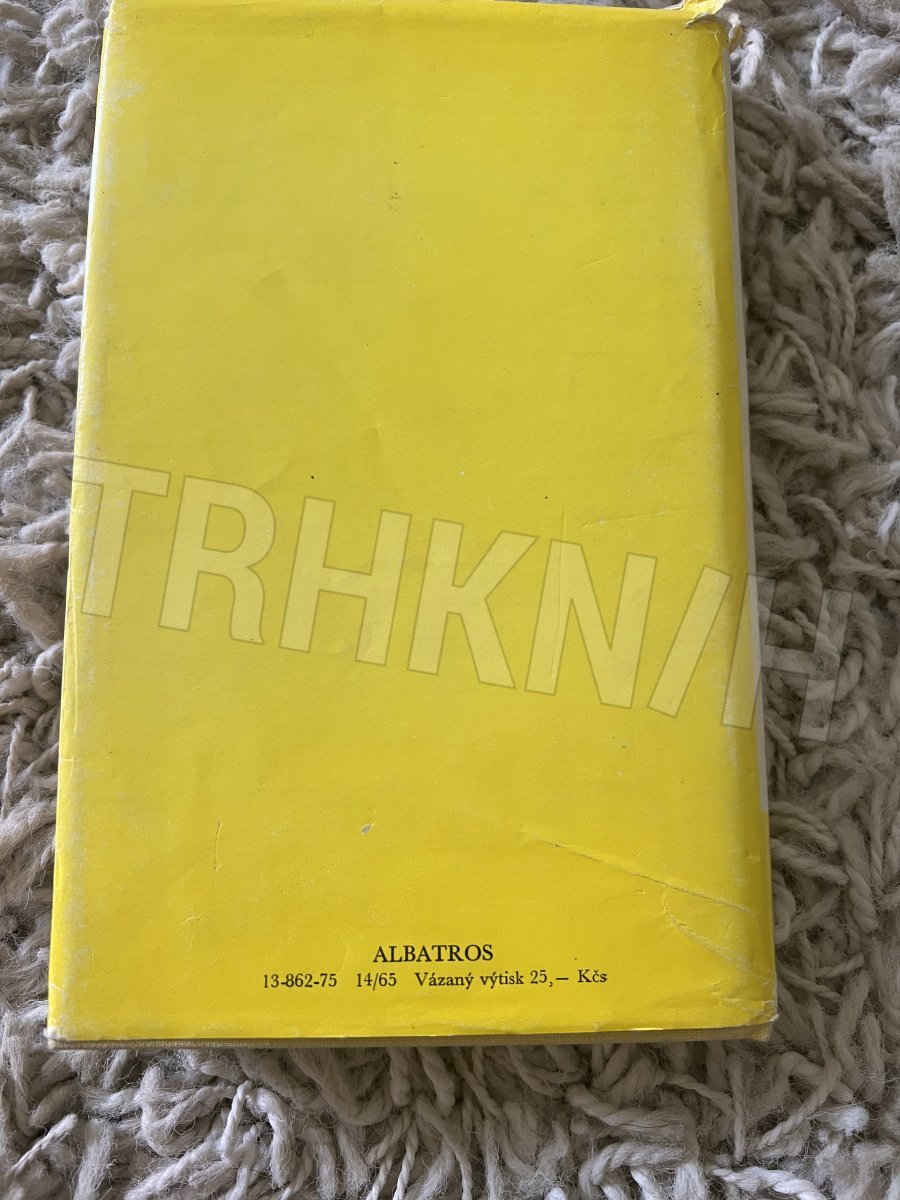 TRHKNIH
ALBATROS
13-862-75 14/65 Vázaný výtisk 25,— Kčs